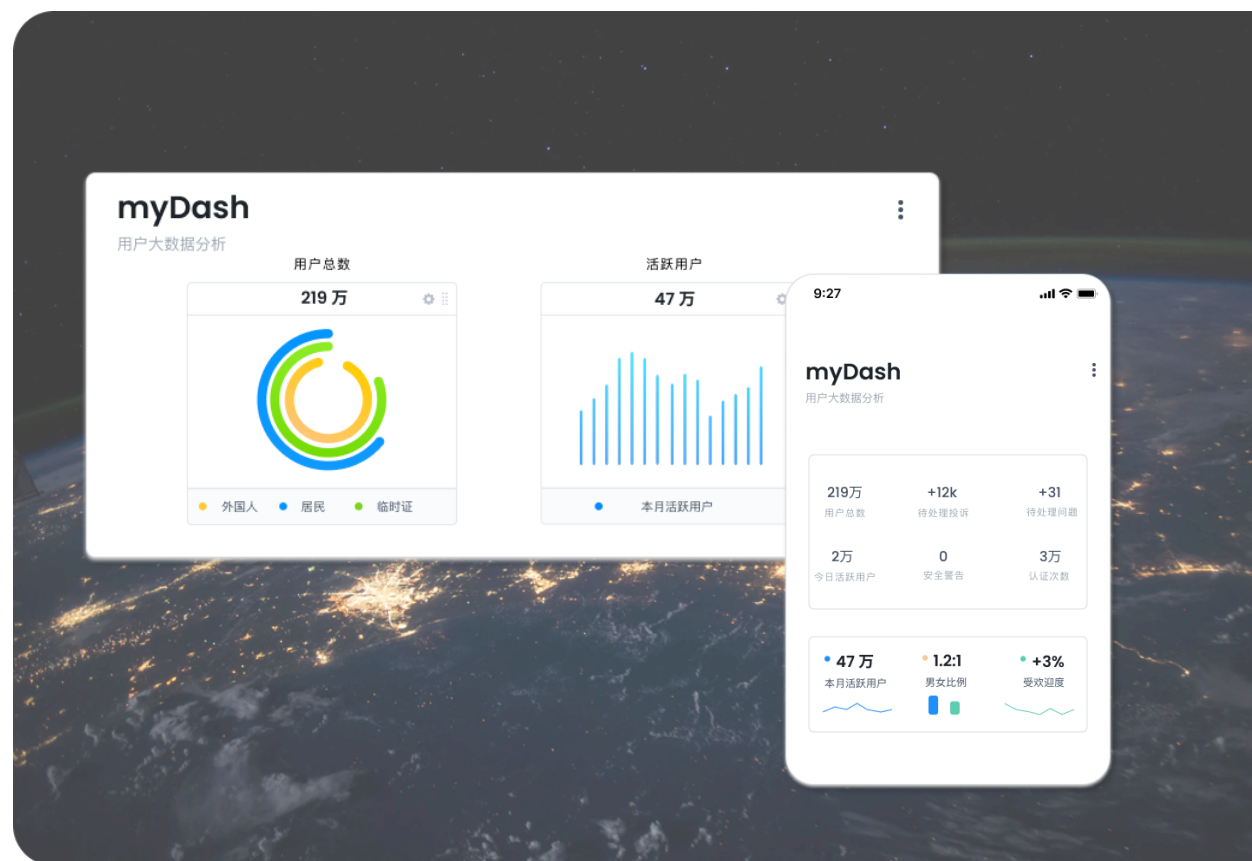 myDash
用户大数据分析
用户总数
219 万
外国人 居民 临时证
活跃用户
47 万
本月活跃用户
9:27
myDash
用户大数据分析
219万 +12k +31
用户总数 待处理投诉 待处理问题
2万 0 3万
今日活跃用户 安全警告 认证次数
47 万 1.2:1 +3%
本月活跃用户 男女比例 受欢迎度